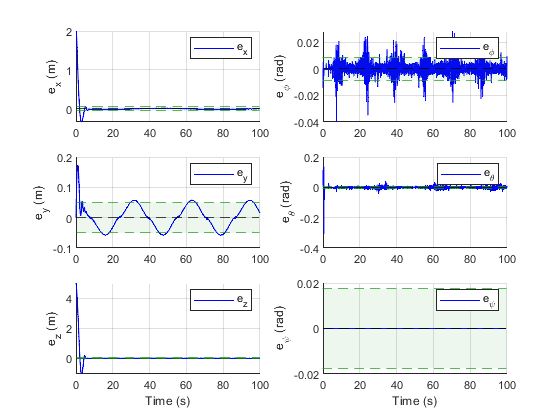 2
1
0
e_x (m)
e_x
0 20 40 60 80 100
0.02
0
-0.02
-0.04
e_ϕ (rad)
e_ϕ
0 20 40 60 80 100
0.2
0.1
0
-0.1
e_y (m)
e_y
0 20 40 60 80 100
0.2
0
-0.2
-0.4
e_θ (rad)
e_θ
0 20 40 60 80 100
4
2
0
e_z (m)
e_z
0 20 40 60 80 100
Time (s)
0.02
0
-0.02
e_ψ (rad)
e_ψ
0 20 40 60 80 100
Time (s)